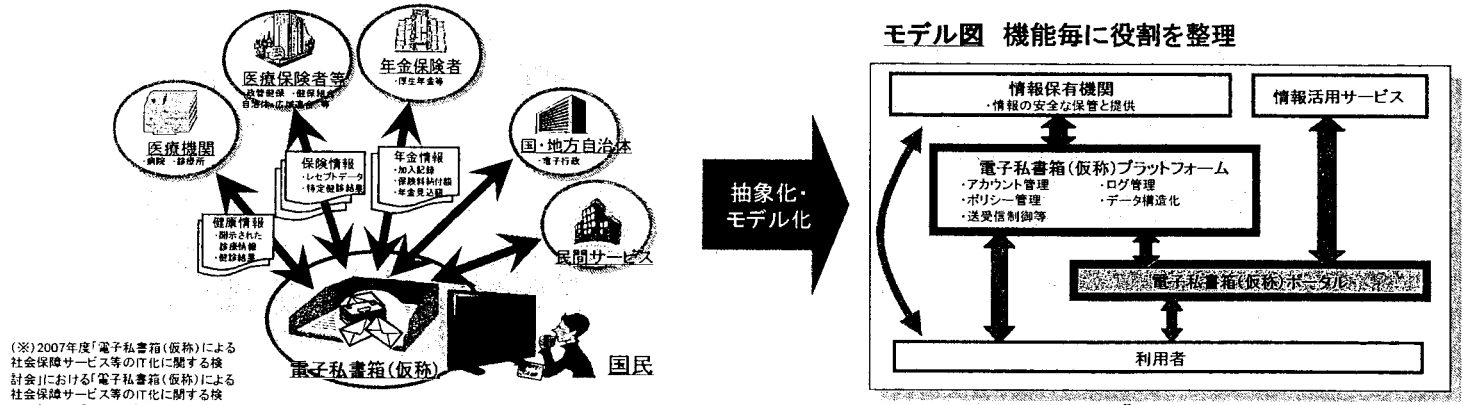 医療保険者等
・政管健保 ・健保組合
自治体・広域連合 等
年金保険者
・厚生年金等
医療機関
・病院 ・診療所
国・地方自治体
・電子行政
民間サービス
保険情報
・レセプトデータ
・特定健診結果
年金情報
・加入記録
・保険料納付額
・年金見込額
健康情報
・開示された
診療情報
・健診結果
電子私書箱(仮称)
国民
(※)2007年度「電子私書箱(仮称)による
社会保障サービス等のIT化に関する検
討会」における「電子私書箱(仮称)による
社会保障サービス等のIT化に関する検
抽象化・
モデル化
モデル図 機能毎に役割を整理
情報保有機関
・情報の安全な保管と提供
情報活用サービス
電子私書箱(仮称)プラットフォーム
・アカウント管理 ・ログ管理
・ポリシー管理 ・データ構造化
・送受信制御等
電子私書箱(仮称)ポータル
利用者